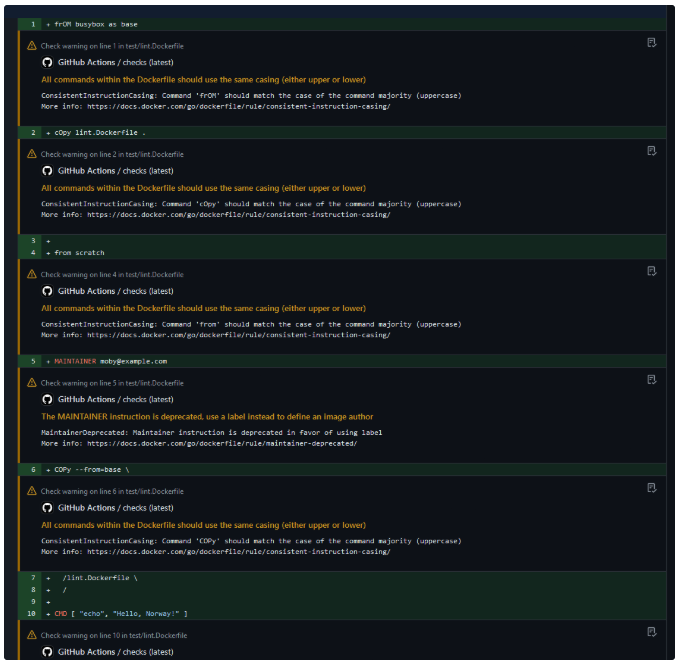 1 + frOM busybox as base
Check warning on line 1 in test/lint.Dockerfile
GitHub Actions / checks (latest)
All commands within the Dockerfile should use the same casing (either upper or lower)
ConsistentInstructionCasing: Command 'frOM' should match the case of the command majority (uppercase)
More info: https://docs.docker.com/go/dockerfile/rule/consistent-instruction-casing/
2 + cOpy lint.Dockerfile .
Check warning on line 2 in test/lint.Dockerfile
GitHub Actions / checks (latest)
All commands within the Dockerfile should use the same casing (either upper or lower)
ConsistentInstructionCasing: Command 'cOpy' should match the case of the command majority (uppercase)
More info: https://docs.docker.com/go/dockerfile/rule/consistent-instruction-casing/
3 +
4 + from scratch
Check warning on line 4 in test/lint.Dockerfile
GitHub Actions / checks (latest)
All commands within the Dockerfile should use the same casing (either upper or lower)
ConsistentInstructionCasing: Command 'from' should match the case of the command majority (uppercase)
More info: https://docs.docker.com/go/dockerfile/rule/consistent-instruction-casing/
5 + MAINTAINER moby@example.com
Check warning on line 5 in test/lint.Dockerfile
GitHub Actions / checks (latest)
The MAINTAINER instruction is deprecated, use a label instead to define an image author
MaintainerDeprecated: Maintainer instruction is deprecated in favor of using label
More info: https://docs.docker.com/go/dockerfile/rule/maintainer-deprecated/
6 + COPy --from=base \
Check warning on line 6 in test/lint.Dockerfile
GitHub Actions / checks (latest)
All commands within the Dockerfile should use the same casing (either upper or lower)
ConsistentInstructionCasing: Command 'COPy' should match the case of the command majority (uppercase)
More info: https://docs.docker.com/go/dockerfile/rule/consistent-instruction-casing/
7 + /lint.Dockerfile \
8 + /
9 +
10 + CMD [ "echo", "Hello, Norway!" ]
Check warning on line 10 in test/lint.Dockerfile
GitHub Actions / checks (latest)